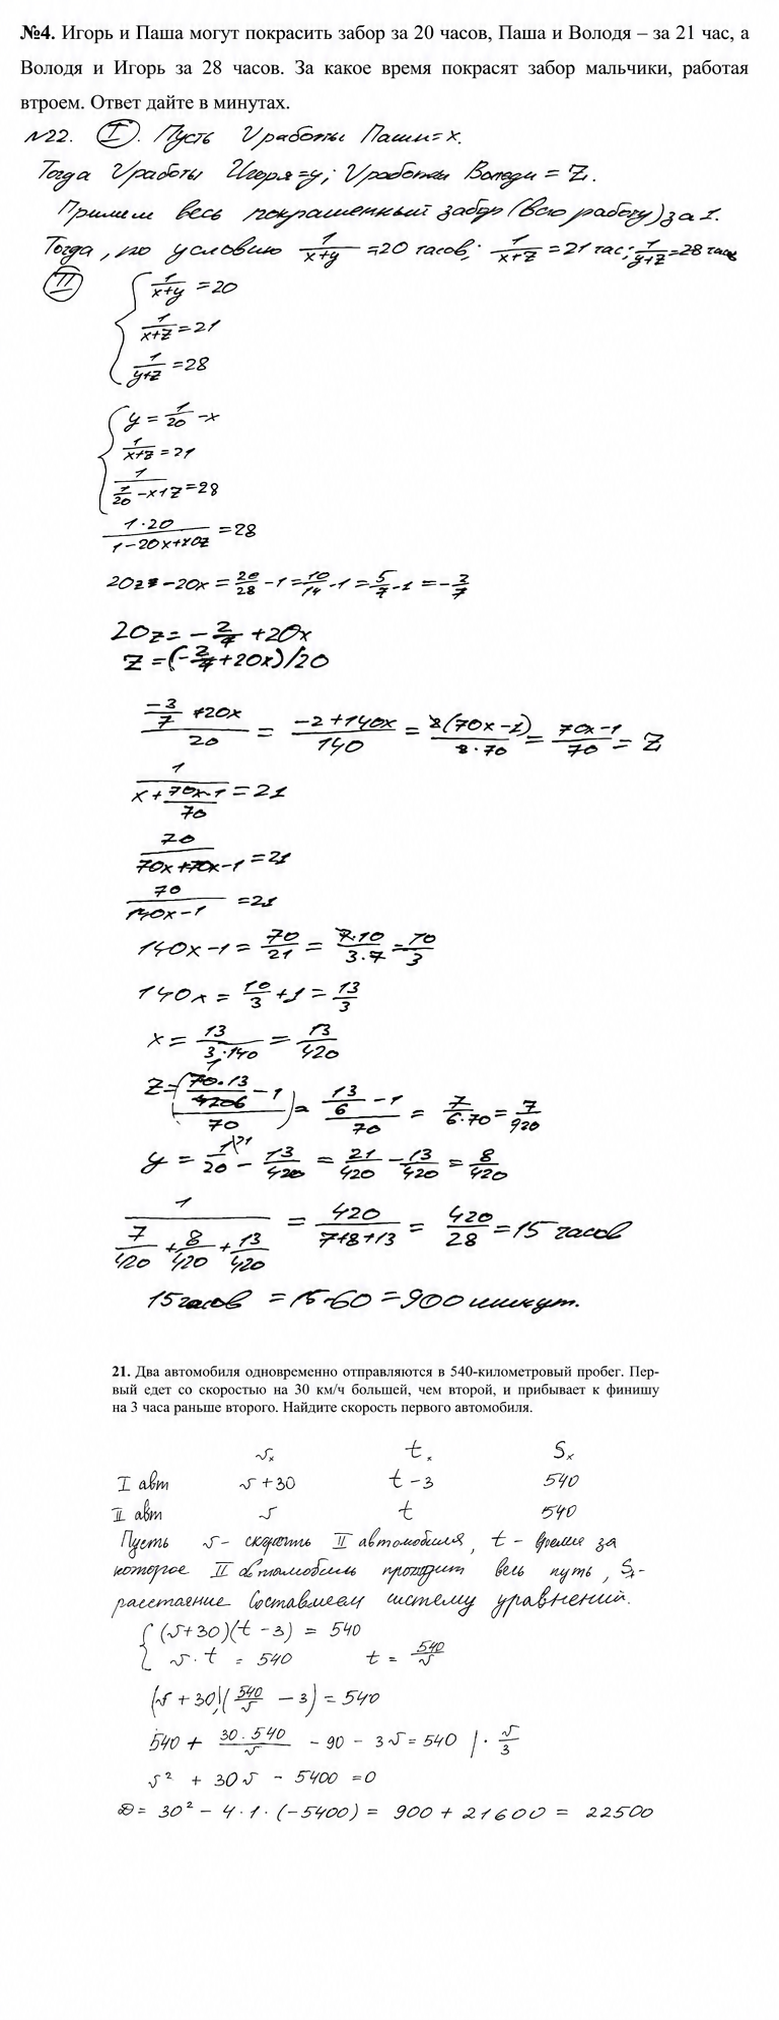 №4. Игорь и Паша могут покрасить забор за 20 часов, Паша и Володя – за 21 час, а
Володя и Игорь за 28 часов. За какое время покрасят забор мальчики, работая
втроем. Ответ дайте в минутах.
№22. I. Пусть V работы Паши=x.
Тогда V работы Игоря=y; V работы Володи = Z.
Примем весь покрашенный забор (всю работу) за 1.
Тогда, по условию 1/(x+y) =20 часов; 1/(x+z) =21 час; 1/(y+z)=28 часов
II
1/(x+y) =20
1/(x+z) =21
1/(y+z) =28
y = 1/20 -x
1/(x+z) =21
1/(1/20 -x+z) =28
1·20/(1-20x+20z) =28
20z -20x = 20/28 -1 = 10/14 -1 = 5/7 -1 = -2/7
20z = -2/7 +20x
z = (-2/7 +20x)/20
(-3/7 +20x)/20 = (-2+140x)/140 = 2(70x-1)/(2·70) = (70x-1)/70 = Z
1/(x+(70x-1)/70) = 21
70/(70x+70x-1) =21
70/(140x-1) =21
140x-1 = 70/21 = 7·10/(3·7) = 10/3
140x = 10/3 +1 = 13/3
x = 13/(3·140) = 13/420
z = ((70·13/420 6 -1)/70) = (13/6 -1)/70 = 7/(6·70) = 7/420
y = 1\21/20 - 13/420 = 21/420 - 13/420 = 8/420
1/(7/420 + 8/420 + 13/420) = 420/(7+8+13) = 420/28 = 15 часов
15 часов = 15·60 = 900 минут.
21. Два автомобиля одновременно отправляются в 540-километровый пробег. Пер-
вый едет со скоростью на 30 км/ч большей, чем второй, и прибывает к финишу
на 3 часа раньше второго. Найдите скорость первого автомобиля.
vₓ tₓ Sₓ
I авт v+30 t-3 540
II авт v t 540
Пусть v- скорость II автомобиля, t - время за
которое II автомобиль проходит весь путь, Sₓ-
расстояние Составляем систему уравнений.
(v+30)(t-3) = 540
v·t = 540 t = 540/v
(v+30)(540/v - 3) = 540
540 + 30·540/v - 90 - 3v = 540 |· v/3
v² + 30v - 5400 =0
D= 30² - 4·1·(-5400) = 900 + 21600 = 22500